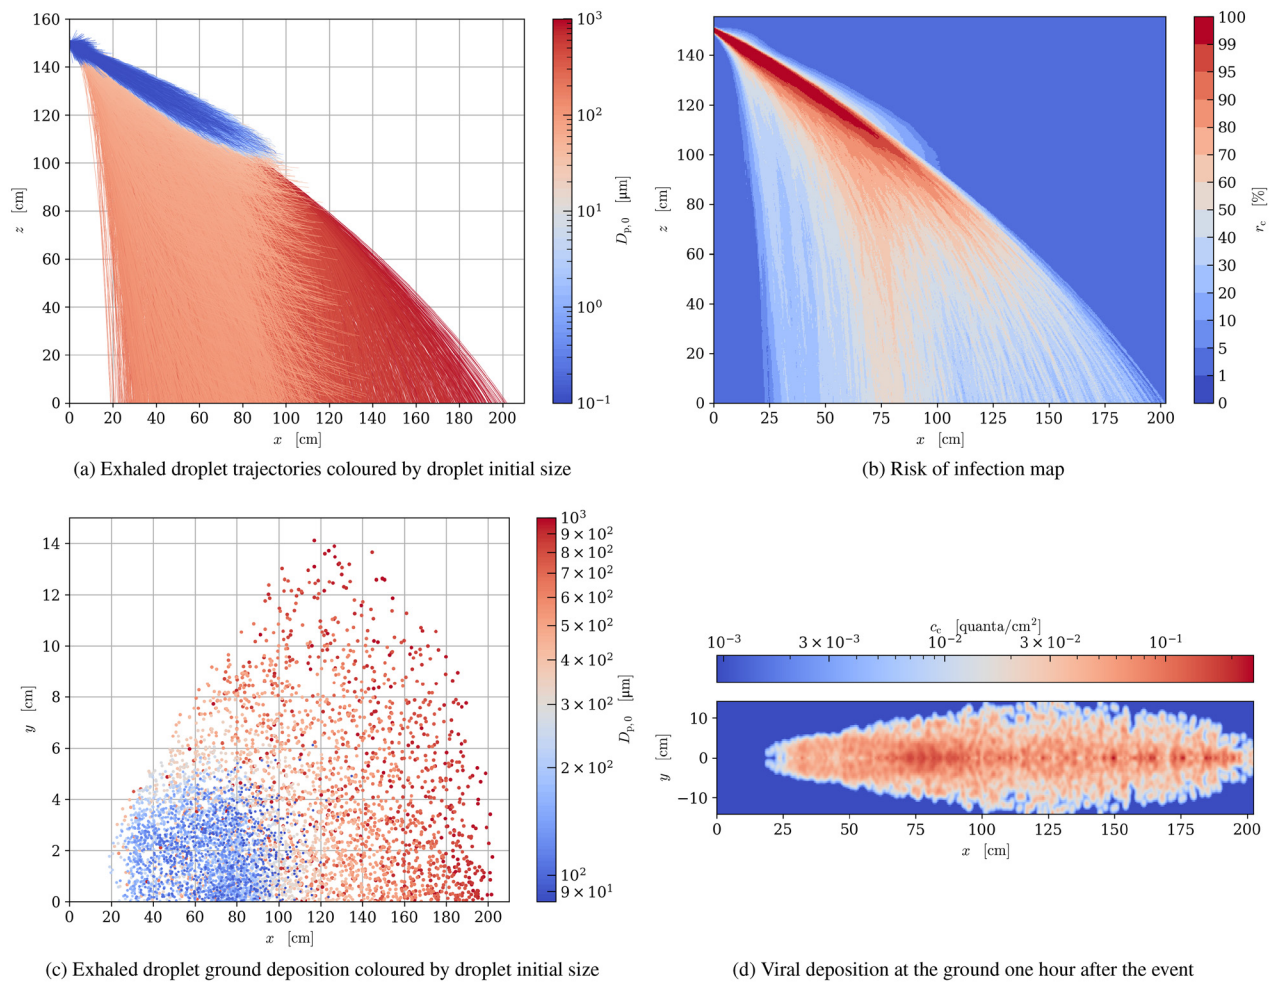 160
140
120
100
80
60
40
20
0
z [cm]
0 20 40 60 80 100 120 140 160 180 200
x [cm]
10³
10²
10¹
10⁰
10⁻¹
Dp,0 [µm]
(a) Exhaled droplet trajectories coloured by droplet initial size
140
120
100
80
60
40
20
0
z [cm]
0 25 50 75 100 125 150 175 200
x [cm]
100
99
95
90
80
70
60
50
40
30
20
10
5
1
0
rc [%]
(b) Risk of infection map
14
12
10
8
6
4
2
0
y [cm]
0 20 40 60 80 100 120 140 160 180 200
x [cm]
10³
9×10²
8×10²
7×10²
6×10²
5×10²
4×10²
3×10²
2×10²
10²
9×10¹
Dp,0 [µm]
(c) Exhaled droplet ground deposition coloured by droplet initial size
cc [quanta/cm²]
10⁻³ 3×10⁻³ 10⁻² 3×10⁻² 10⁻¹
10
0
−10
y [cm]
0 25 50 75 100 125 150 175 200
x [cm]
(d) Viral deposition at the ground one hour after the event